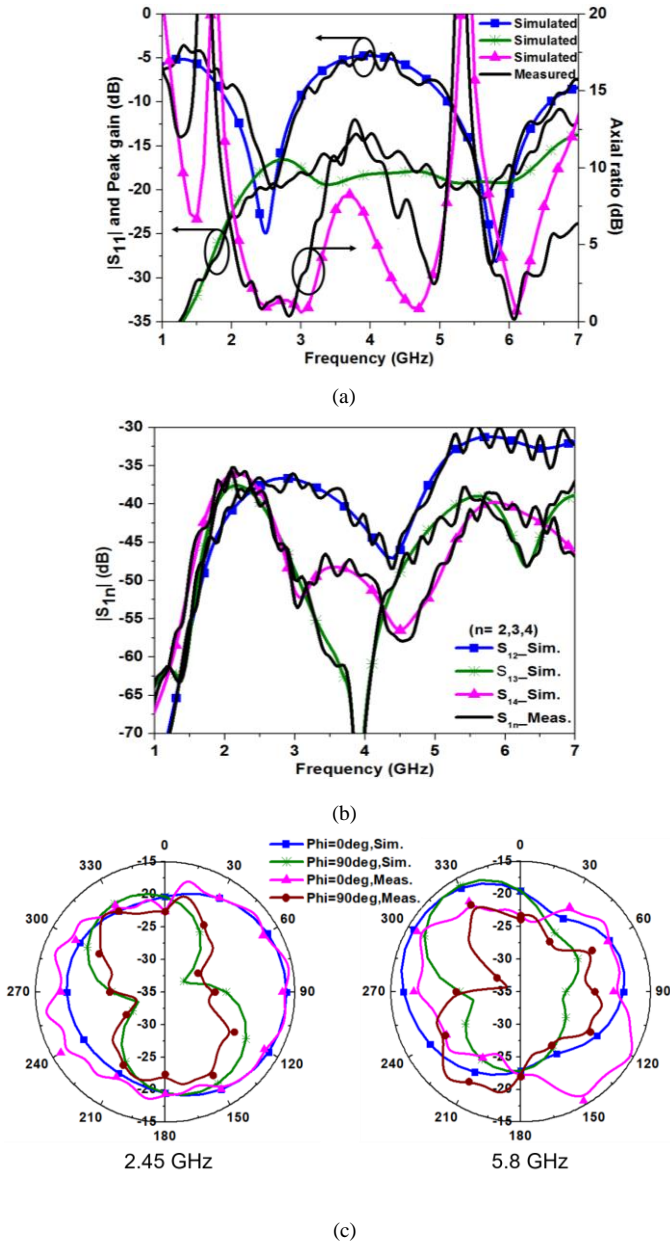 0
-5
-10
-15
-20
-25
-30
-35
|S11| and Peak gain (dB)
Simulated
Simulated
Simulated
Measured
20
15
10
5
0
Axial ratio (dB)
1 2 3 4 5 6 7
Frequency (GHz)
(a)
-30
-35
-40
-45
-50
-55
-60
-65
-70
|S1n| (dB)
(n= 2,3,4)
S12_Sim.
S13_Sim.
S14_Sim.
S1n_Meas.
1 2 3 4 5 6 7
Frequency (GHz)
(b)
Phi=0deg,Sim.
Phi=90deg,Sim.
Phi=0deg,Meas.
Phi=90deg,Meas.
0
330 30
300 60
270 90
240 120
210 150
180
-15
-20
-25
-30
-35
-30
-25
-20
-15
2.45 GHz
0
330 30
300 60
270 90
240 120
210 150
180
-15
-20
-25
-30
-35
-30
-25
-20
-15
5.8 GHz
(c)